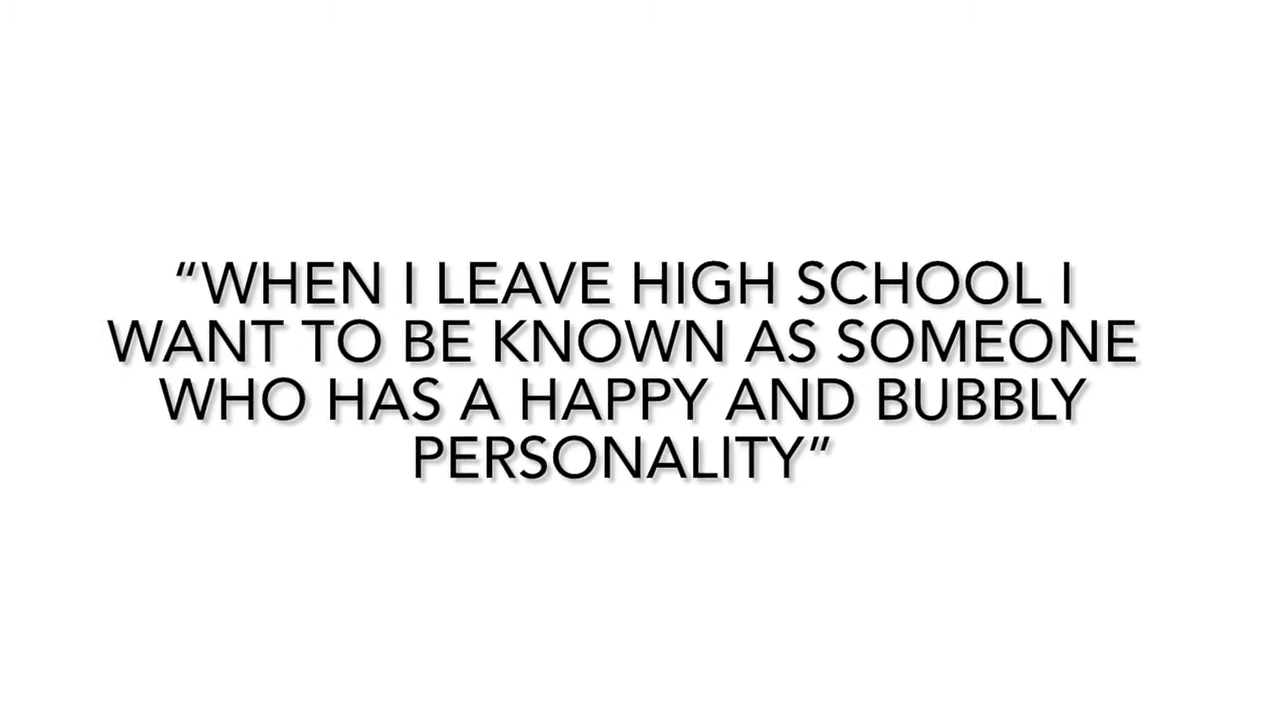 “WHEN I LEAVE HIGH SCHOOL I
WANT TO BE KNOWN AS SOMEONE
WHO HAS A HAPPY AND BUBBLY
PERSONALITY”